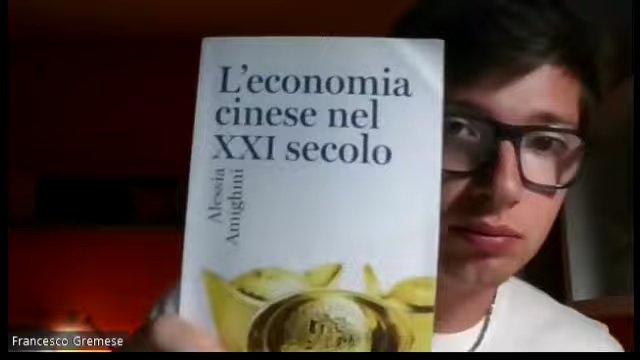 L'economia
cinese nel
XXI secolo
Alessia
Amighini
Francesco Gremese